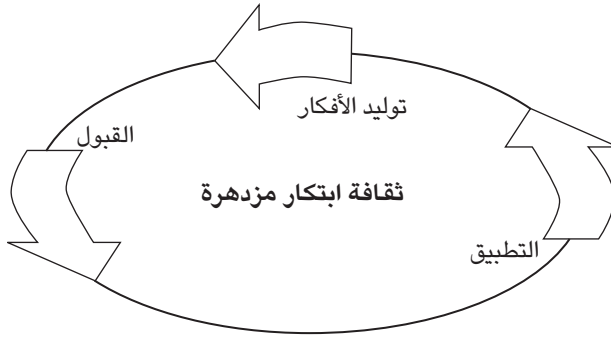 توليد الأفكار
القبول
ثقافة ابتكار مزدهرة
التطبيق